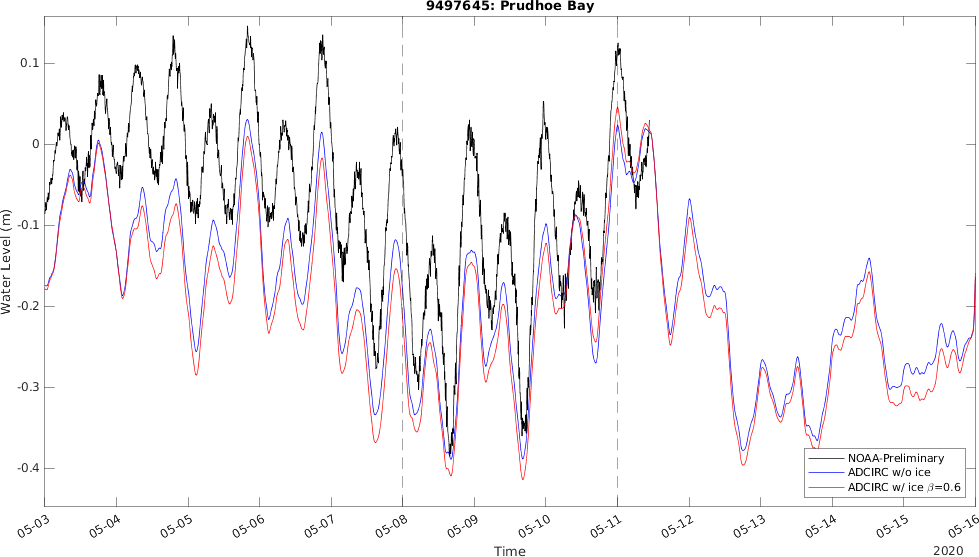 9497645: Prudhoe Bay
Water Level (m)
0.1
0
-0.1
-0.2
-0.3
-0.4
NOAA-Preliminary
ADCIRC w/o ice
ADCIRC w/ ice β=0.6
05-03 05-04 05-05 05-06 05-07 05-08 05-09 05-10 05-11 05-12 05-13 05-14 05-15 05-16
Time
2020